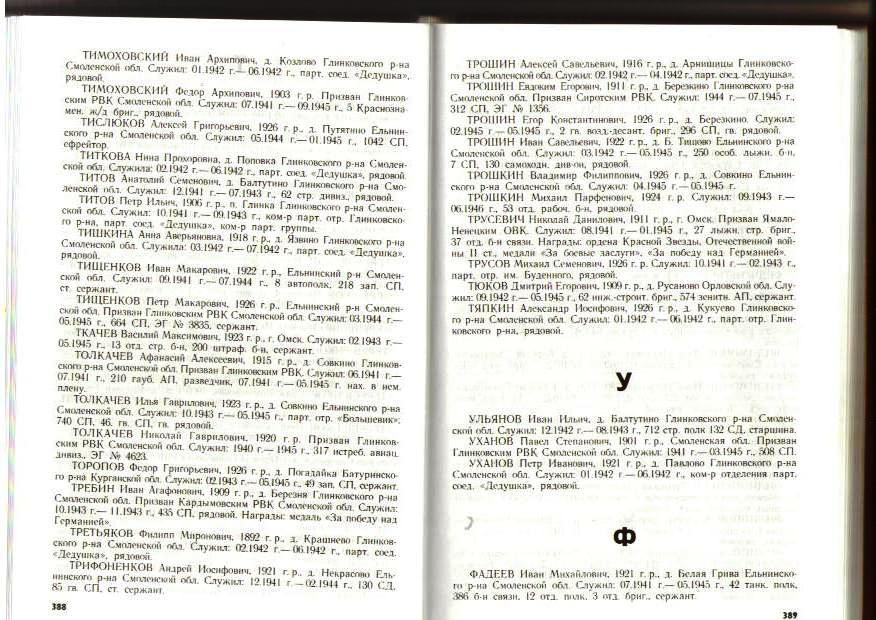 ТИМОХОВСКИЙ Иван Архипович, д. Козлово Глинковского р-на
Смоленской обл. Служил: 01.1942 г.— 06.1942 г., парт. соед. «Дедушка»,
рядовой.
ТИМОХОВСКИЙ Федор Архипович, 1903 г. р. Призван Глинков-
ским РВК Смоленской обл. Служил: 07.1941 г.— 09.1945 г., 5 Краснозна-
мен. ж/д бриг., рядовой.
ТИСЛЮКОВ Алексей Григорьевич, 1926 г. р., д. Путятино Ельнин-
ского р-на Смоленской обл. Служил: 05.1944 г.— 01.1945 г., 1042 СП,
ефрейтор.
ТИТКОВА Нина Прохоровна, д. Поповка Глинковского р-на Смолен-
ской обл. Служила: 02.1942 г.— 06.1942 г., парт. соед. «Дедушка», рядовой.
ТИТОВ Анатолий Семенович, д. Балтутино Глинковского р-на Смо-
ленской обл. Служил: 12.1941 г.— 07.1943 г., 62 стр. дивиз., рядовой.
ТИТОВ Петр Ильич, 1906 г. р., п. Глинка Глинковского р-на Смолен-
ской обл. Служил: 10.1941 г.— 09.1943 г., ком-р парт. отр. Глинковско-
го р-на, парт. соед. «Дедушка», ком-р парт. группы.
ТИШКИНА Анна Аверьяновна, 1918 г. р., д. Язвино Глинковского р-на
Смоленской обл. Служила: 03.1942 г.— 07.1942 г., парт. соед. «Дедушка»,
рядовой.
ТИЩЕНКОВ Иван Макарович, 1922 г. р., Ельнинский р-н Смолен-
ской обл. Служил: 09.1941 г.— 07.1944 г., 8 автополк, 218 зап. СП,
ст. сержант.
ТИЩЕНКОВ Петр Макарович, 1926 г. р., Ельнинский р-н Смолен-
ской обл. Призван Глинковским РВК Смоленской обл. Служил: 03.1944 г.—
05.1945 г., 664 СП, ЭГ № 3835, сержант.
ТКАЧЕВ Василий Максимович, 1923 г. р., г. Омск. Служил: 02.1943 г.—
05.1945 г., 13 отд. стр. б-н, 200 штраф. б-н, сержант.
ТОЛКАЧЕВ Афанасий Алексеевич, 1915 г. р., д. Совкино Глинков-
ского р-на Смоленской обл. Призван Глинковским РВК. Служил: 06.1941 г.—
07.1941 г., 210 гауб. АП, разведчик, 07.1941 г.— 05.1945 г. нах. в нем.
плену.
ТОЛКАЧЕВ Илья Гаврилович, 1923 г. р., д. Совкино Ельнинского р-на
Смоленской обл. Служил: 10.1943 г.— 05.1945 г., парт. отр. «Большевик»,
740 СП, 46. гв. СП, гв. рядовой.
ТОЛКАЧЕВ Николай Гаврилович, 1920 г. р. Призван Глинков-
ским РВК Смоленской обл. Служил: 1940 г.— 1945 г., 317 истреб. авиац.
дивиз., ЭГ № 4623.
ТОРОПОВ Федор Григорьевич, 1926 г. р., д. Погадайка Батуринско-
го р-на Курганской обл. Служил: 02.1943 г.— 05.1945 г., 49 зап. СП, сержант.
ТРЕБИН Иван Агафонович, 1909 г. р., д. Березня Глинковского р-на
Смоленской обл. Призван Кардымовским РВК Смоленской обл. Служил:
10.1943 г.— 11.1943 г., 435 СП, рядовой. Награды: медаль «За победу над
Германией».
ТРЕТЬЯКОВ Филипп Миронович, 1892 г. р., д. Крашнево Глинков-
ского р-на Смоленской обл. Служил: 02.1942 г.— 06.1942 г., парт. соед.
«Дедушка», рядовой.
ТРИФОНЕНКОВ Андрей Иосифович, 1921 г. р., д. Некрасово Ель-
нинского р-на Смоленской обл. Служил: 12.1941 г.— 02.1944 г., 130 СД,
85 гв. СП, ст. сержант.
388
ТРОШИН Алексей Савельевич, 1916 г. р., д. Арнишицы Глинковско-
го р-на Смоленской обл. Служил: 02.1942 г.— 04.1942 г., парт. соед. «Дедушка».
ТРОШИН Евдоким Егорович, 1911 г. р., д. Березкино Глинковского р-на
Смоленской обл. Призван Сиротским РВК. Служил: 1944 г.— 07.1945 г.,
312 СП, ЭГ № 1356.
ТРОШИН Егор Константинович, 1926 г. р., д. Березкино. Служил:
02.1945 г.— 05.1945 г., 2 гв. возд.-десант. бриг., 296 СП, гв. рядовой.
ТРОШИН Иван Савельевич, 1922 г. р., д. Б. Тищово Ельнинского р-на
Смоленской обл. Служил: 03.1942 г.— 05.1945 г., 250 особ. лыжн. б-н,
7 СП, 130 самоходн. див-он, рядовой.
ТРОШКИН Владимир Филиппович, 1926 г. р., д. Совкино Ельнин-
ского р-на Смоленской обл. Служил: 04.1945 г.— 05.1945 г.
ТРОШКИН Михаил Парфенович, 1924 г. р. Служил: 09.1943 г.—
06.1946 г., 53 отд. рабоч. б-н, рядовой.
ТРУСЕВИЧ Николай Данилович, 1911 г. р., г. Омск. Призван Ямало-
Ненецким ОВК. Служил: 08.1941 г.— 01.1945 г., 27 лыжн. стр. бриг.,
37 отд. б-н связи. Награды: ордена Красной Звезды, Отечественной вой-
ны II ст., медали «За боевые заслуги», «За победу над Германией».
ТРУСОВ Михаил Семенович, 1926 г. р. Служил: 10.1941 г.— 02.1943 г.,
парт. отр. им. Буденного, рядовой.
ТЮКОВ Дмитрий Егорович, 1909 г. р., д. Русаново Орловской обл. Слу-
жил: 09.1942 г.— 05.1945 г., 62 инж.-строит. бриг., 574 зенитн. АП, сержант.
ТЯПКИН Александр Иосифович, 1926 г. р., д. Кукуево Глинковско-
го р-на Смоленской обл. Служил: 01.1942 г.— 06.1942 г., парт. отр. Глин-
ковского р-на, рядовой.
У
УЛЬЯНОВ Иван Ильич, д. Балтутино Глинковского р-на Смолен-
ской обл. Служил: 12.1942 г.— 08.1943 г., 712 стр. полк 132 СД, старшина.
УХАНОВ Павел Степанович, 1901 г. р., Смоленская обл. Призван
Глинковским РВК Смоленской обл. Служил: 1941 г.— 03.1945 г., 508 СП.
УХАНОВ Петр Иванович, 1921 г. р., д. Павлово Глинковского р-на
Смоленской обл. Служил: 01.1942 г.— 06.1942 г., ком-р отделения парт.
соед. «Дедушка», рядовой.
Ф
ФАДЕЕВ Иван Михайлович, 1921 г. р., д. Белая Грива Ельнинско-
го р-на Смоленской обл. Служил: 07.1941 г.— 05.1945 г., 42 танк. полк,
386 б-н связи, 12 отд. полк, 3 отд. бриг., сержант.
389